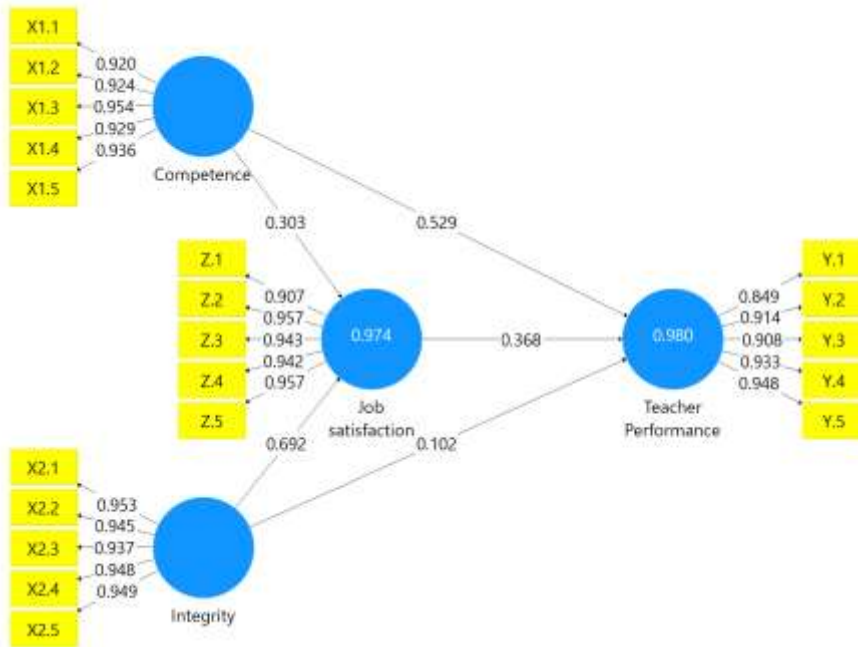 X1.1
X1.2
X1.3
X1.4
X1.5
0.920
0.924
0.954
0.929
0.936
Competence
0.303
0.529
Z.1
Z.2
Z.3
Z.4
Z.5
0.907
0.957
0.943
0.942
0.957
0.974
Job
satisfaction
0.368
0.980
Teacher
Performance
0.849
0.914
0.908
0.933
0.948
Y.1
Y.2
Y.3
Y.4
Y.5
0.692
0.102
X2.1
X2.2
X2.3
X2.4
X2.5
0.953
0.945
0.937
0.948
0.949
Integrity